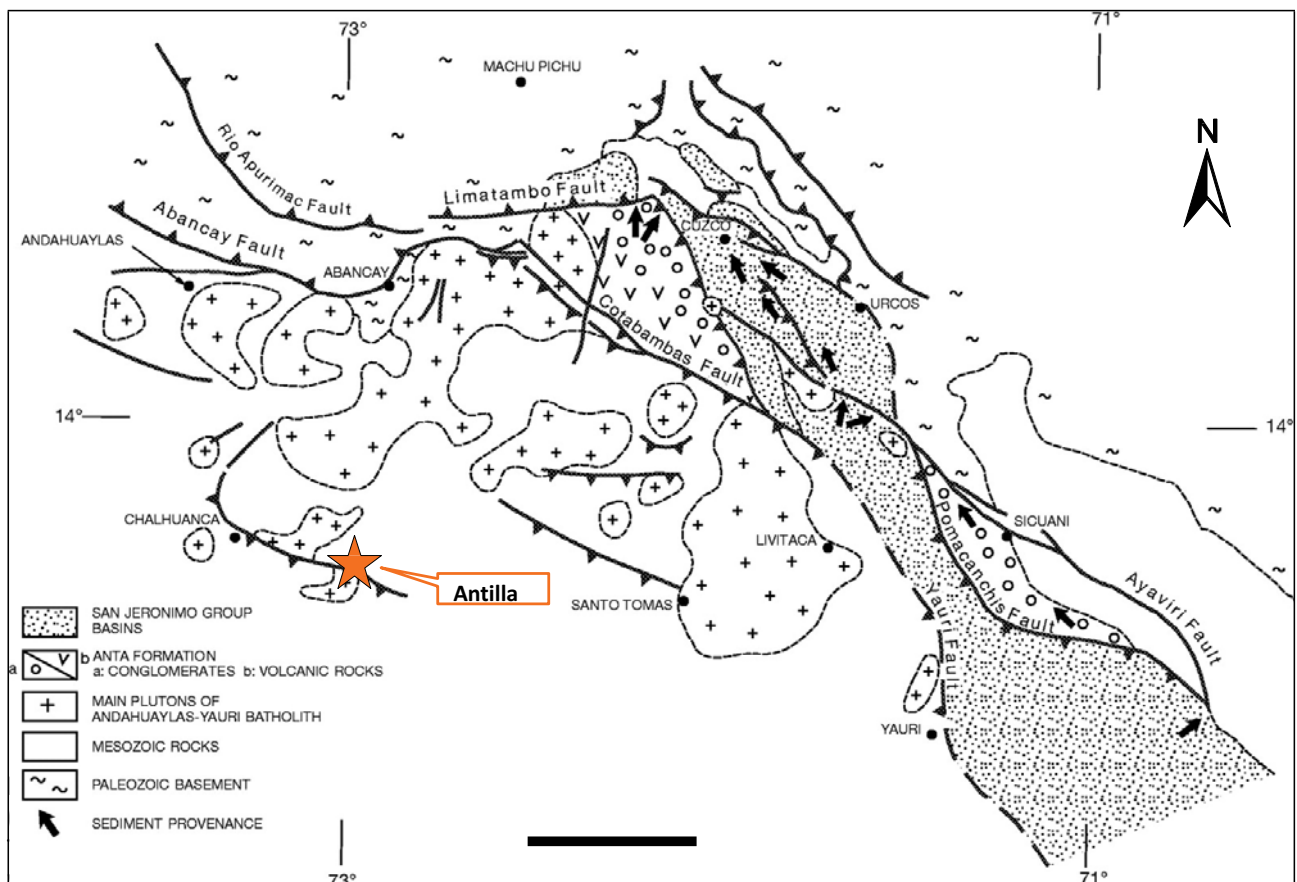 73°
71°
MACHU PICHU
N
Rio Apurimac Fault
Limatambo Fault
Abancay Fault
CUZCO
ANDAHUAYLAS
ABANCAY
URCOS
Cotabambas Fault
14°
14°
CHALHUANCA
SICUANI
LIVITACA
Pomacanchis Fault
Antilla
SANTO TOMAS
Ayaviri Fault
Yauri Fault
YAURI
SAN JERONIMO GROUP
BASINS
a b ANTA FORMATION
a: CONGLOMERATES b: VOLCANIC ROCKS
MAIN PLUTONS OF
ANDAHUAYLAS-YAURI BATHOLITH
MESOZOIC ROCKS
PALEOZOIC BASEMENT
SEDIMENT PROVENANCE
73°
71°